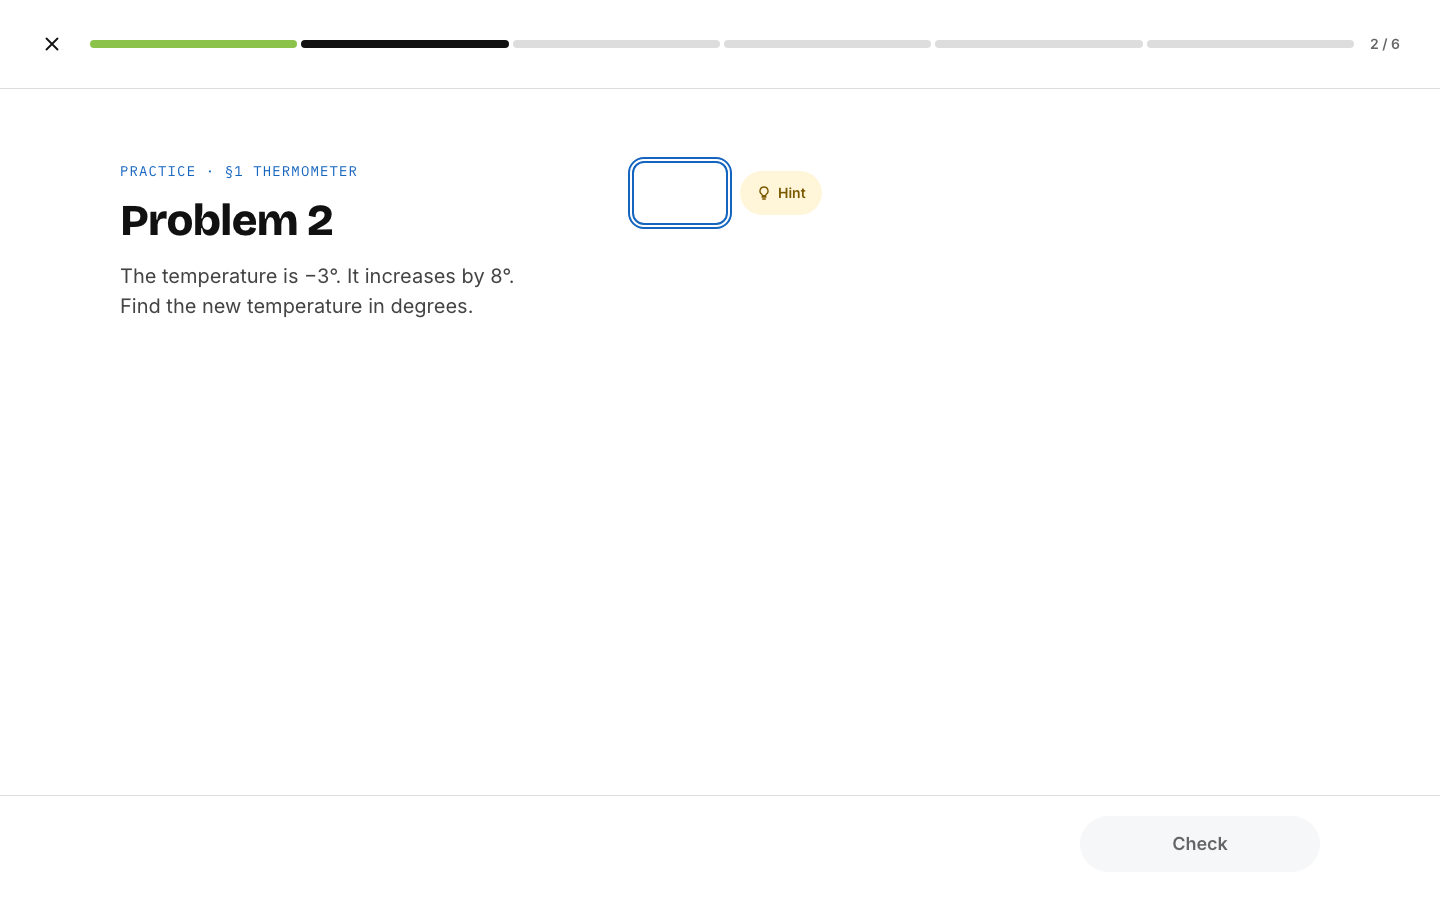 2 / 6
PRACTICE · §1 THERMOMETER
Problem 2
The temperature is −3°. It increases by 8°.
Find the new temperature in degrees.
Hint
Check